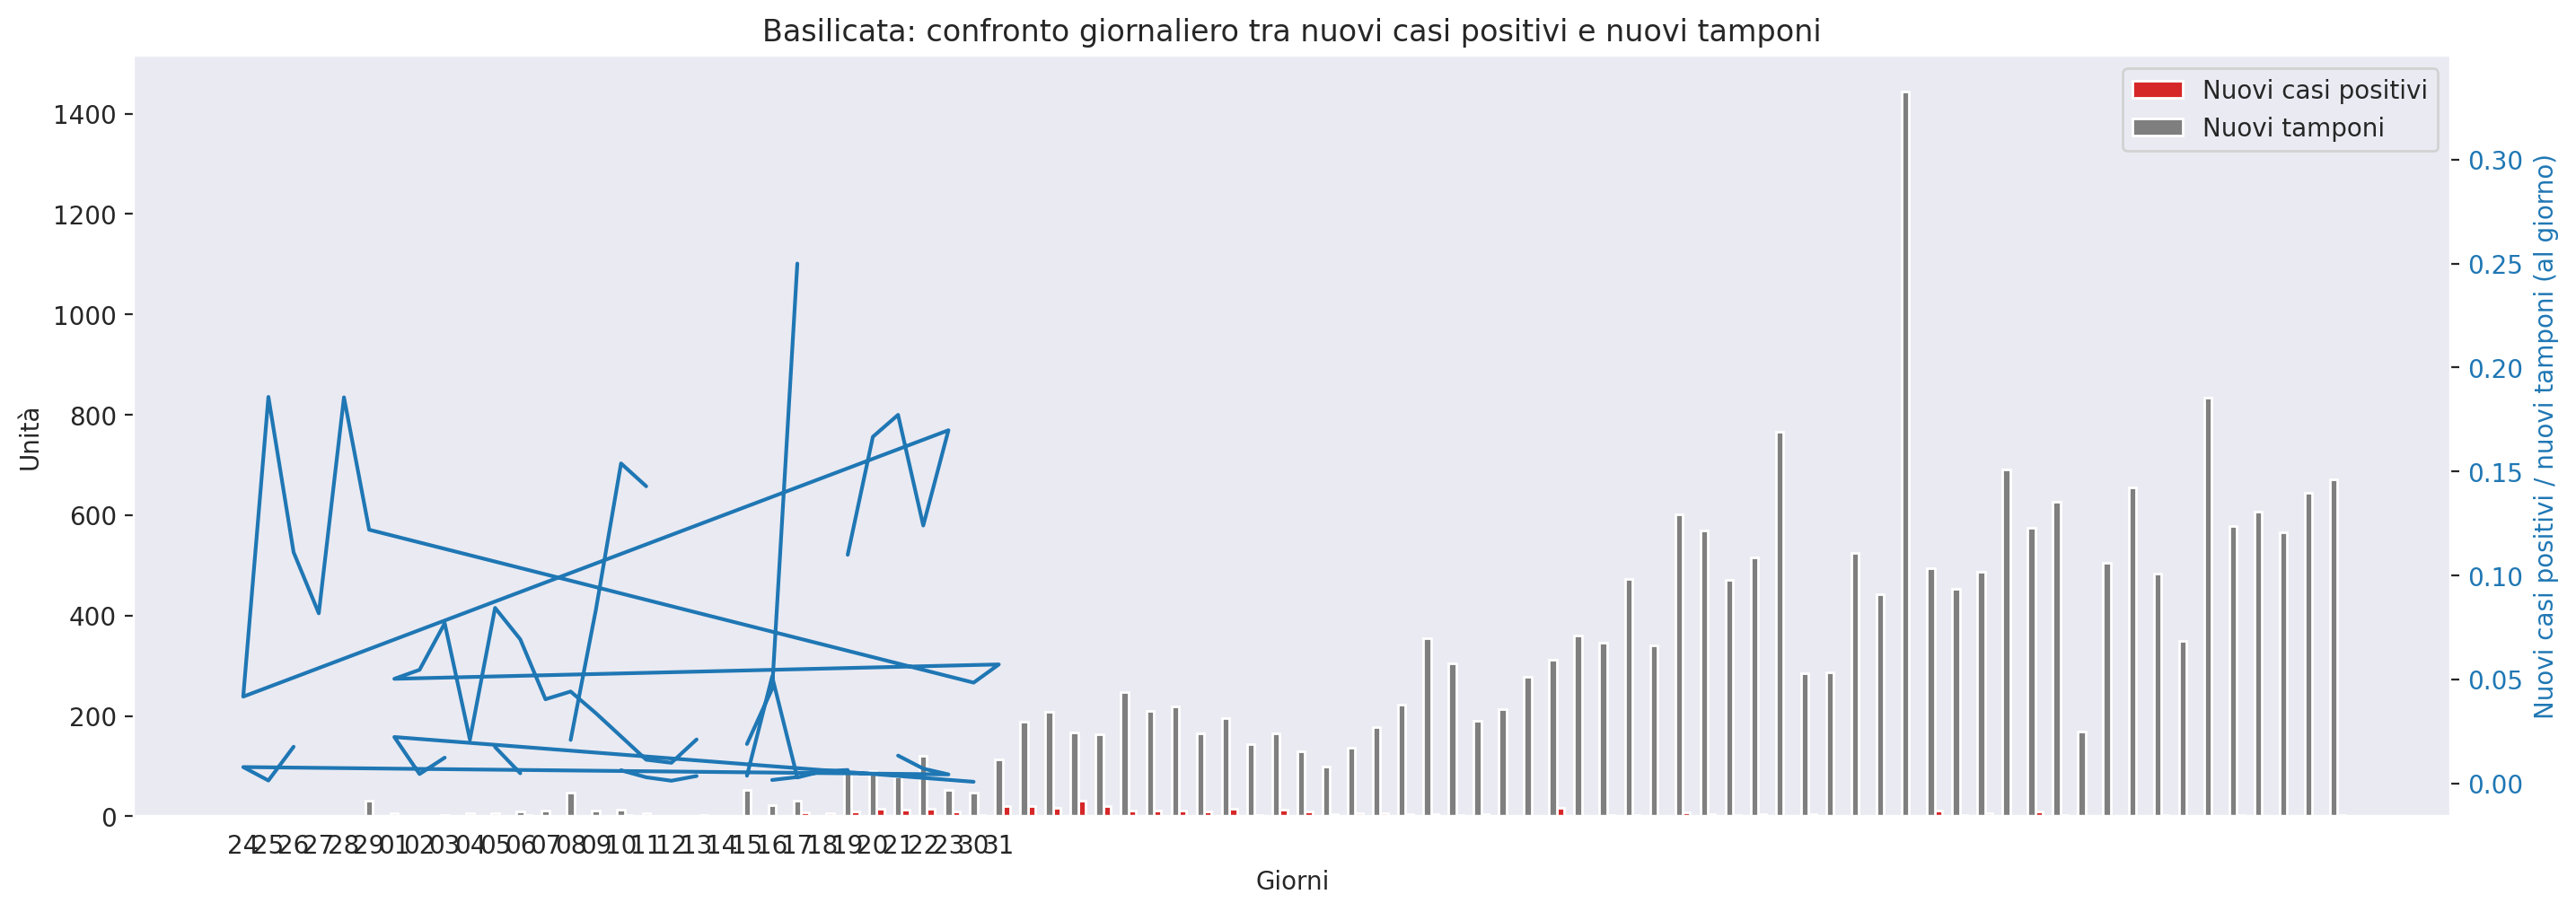 Basilicata: confronto giornaliero tra nuovi casi positivi e nuovi tamponi
Nuovi casi positivi
Nuovi tamponi
Unità
1400
1200
1000
800
600
400
200
0
0.30
0.25
0.20
0.15
0.10
0.05
0.00
Nuovi casi positivi / nuovi tamponi (al giorno)
24 25 26 27 28 29 01 02 03 04 05 06 07 08 09 10 11 12 13 14 15 16 17 18 19 20 21 22 23 30 31
Giorni